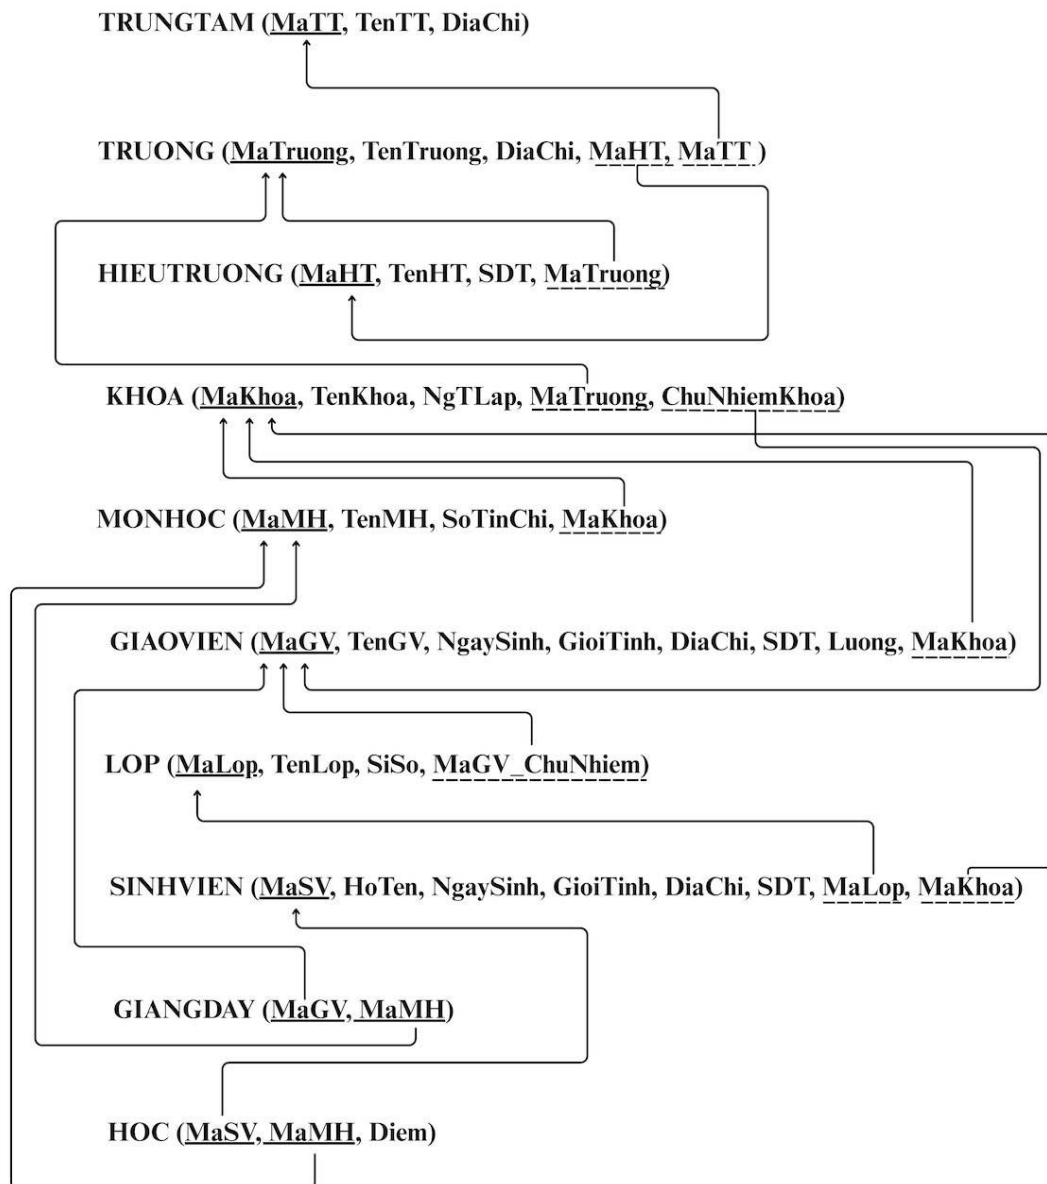 TRUNGTAM (MaTT, TenTT, DiaChi)
TRUONG (MaTruong, TenTruong, DiaChi, MaHT, MaTT )
HIEUTRUONG (MaHT, TenHT, SDT, MaTruong)
KHOA (MaKhoa, TenKhoa, NgTLap, MaTruong, ChuNhiemKhoa)
MONHOC (MaMH, TenMH, SoTinChi, MaKhoa)
GIAOVIEN (MaGV, TenGV, NgaySinh, GioiTinh, DiaChi, SDT, Luong, MaKhoa)
LOP (MaLop, TenLop, SiSo, MaGV_ChuNhiem)
SINHVIEN (MaSV, HoTen, NgaySinh, GioiTinh, DiaChi, SDT, MaLop, MaKhoa)
GIANGDAY (MaGV, MaMH)
HOC (MaSV, MaMH, Diem)